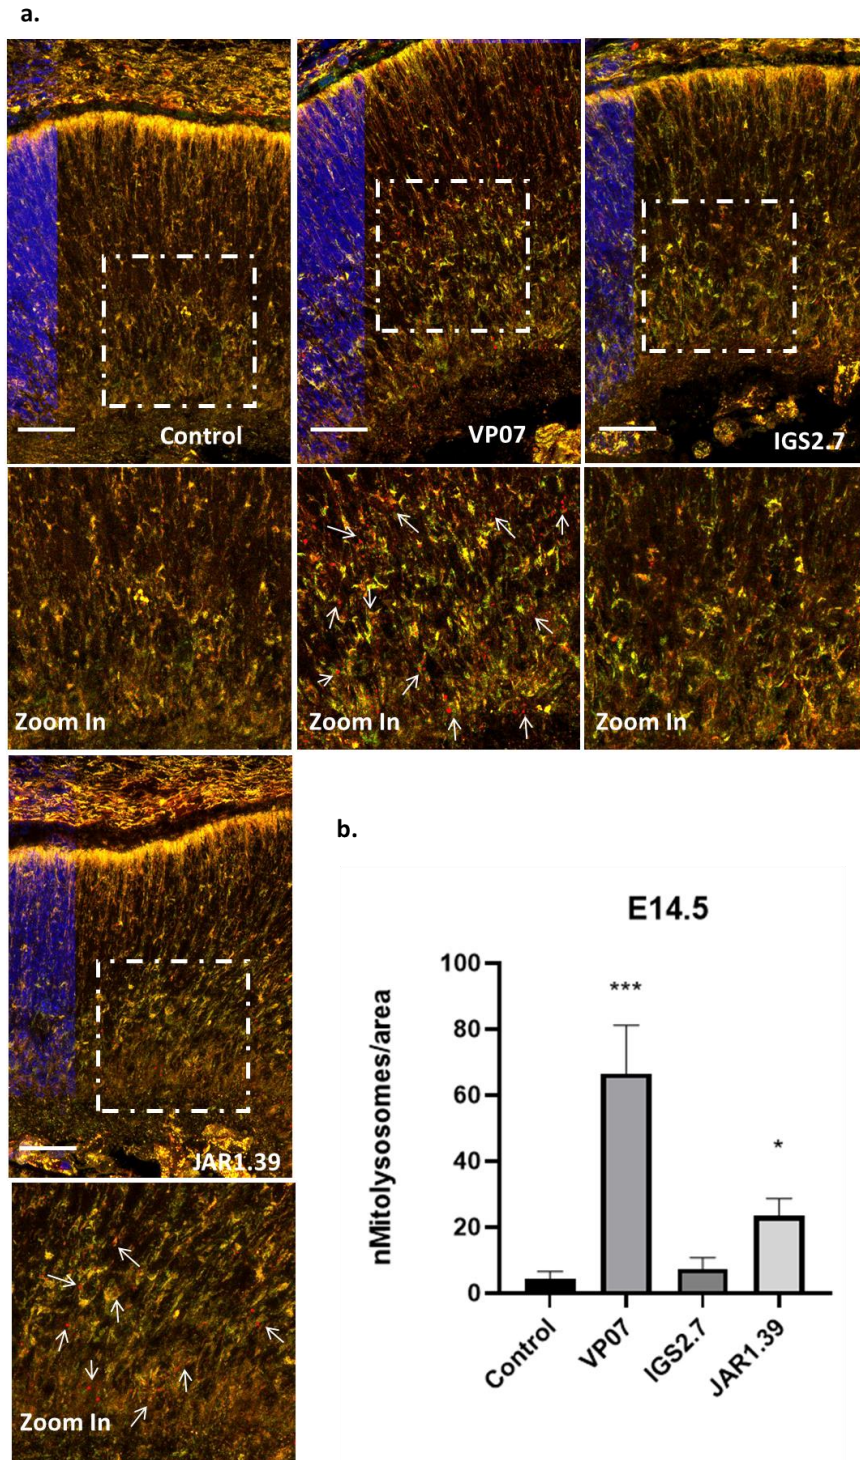 a.
Control
VP07
IGS2.7
Zoom In
Zoom In
Zoom In
JAR1.39
Zoom In
b.
E14.5
nMitolysosomes/area
100
80
60
40
20
0
***
*
Control
VP07
IGS2.7
JAR1.39